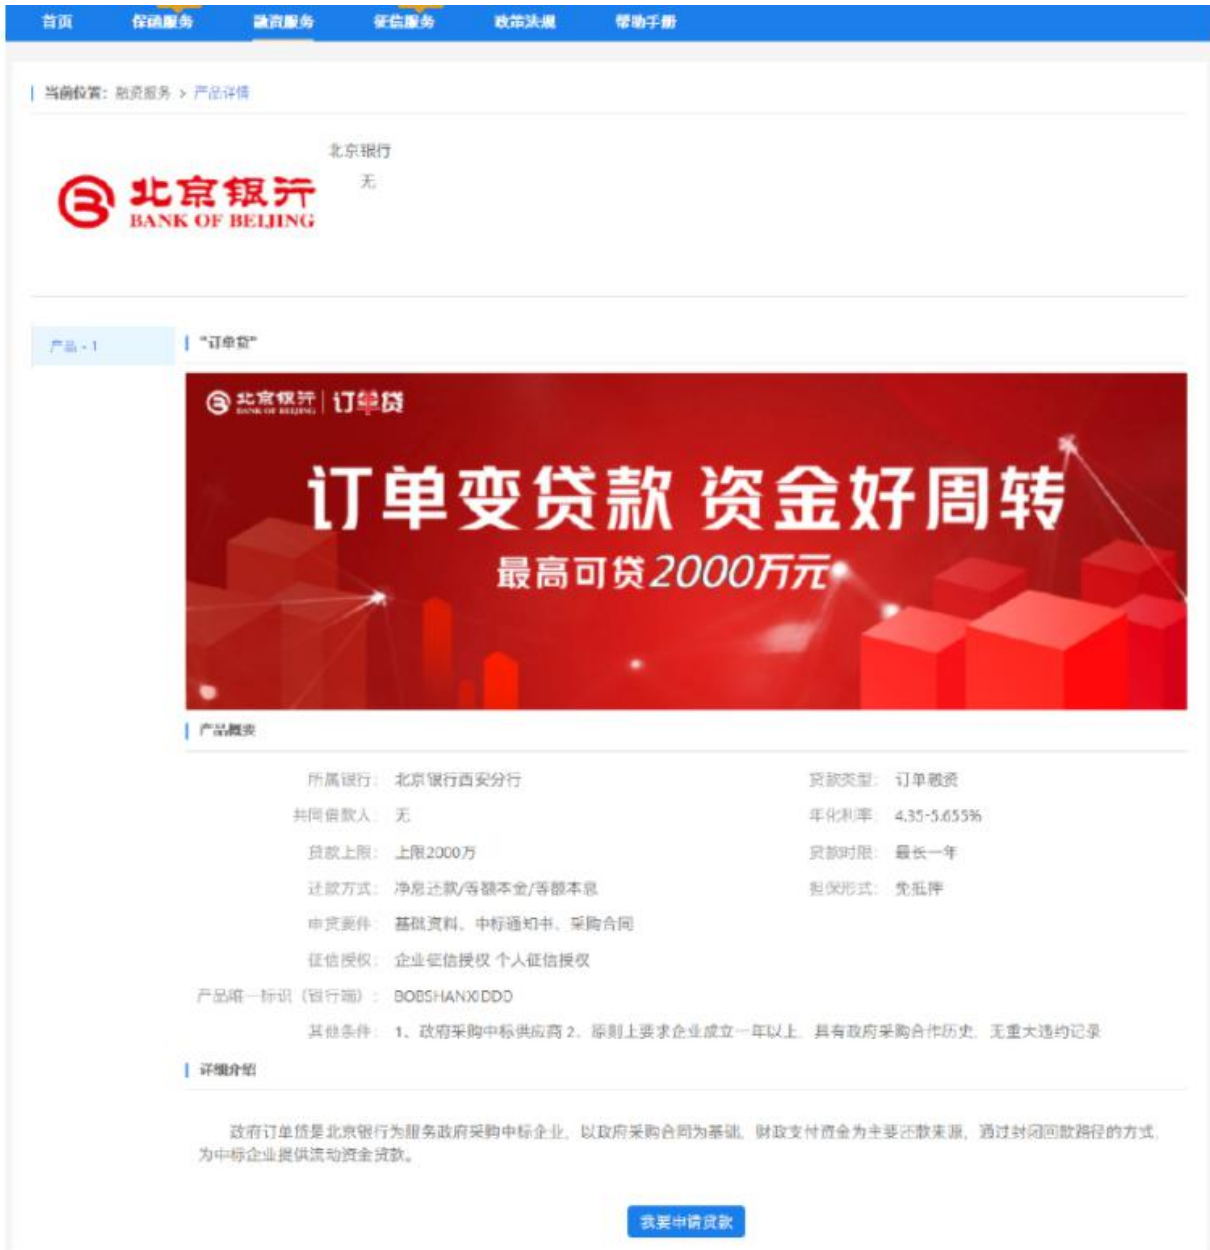 首页 保函服务 融资服务 征信服务 政策法规 帮助手册
当前位置： 融资服务 > 产品详情
北京银行
无
北京银行
BANK OF BEIJING
产品 - 1
“订单贷”
北京银行 BANK OF BEIJING | 订单贷
订单变贷款 资金好周转
最高可贷2000万元
产品概要
所属银行： 北京银行西安分行 贷款类型： 订单融资
共同借款人： 无 年化利率： 4.35-5.655%
贷款上限： 上限2000万 贷款时限： 最长一年
还款方式： 净息还款/等额本金/等额本息 担保形式： 免抵押
申贷要件： 基础资料、中标通知书、采购合同
征信授权： 企业征信授权 个人征信授权
产品唯一标识（银行端）： BOBSHANXIDDD
其他条件： 1、政府采购中标供应商 2、原则上要求企业成立一年以上，具有政府采购合作历史，无重大违约记录
详细介绍
政府订单贷是北京银行为服务政府采购中标企业，以政府采购合同为基础，财政支付资金为主要还款来源，通过封闭回款路径的方式，
为中标企业提供流动资金贷款。
我要申请贷款